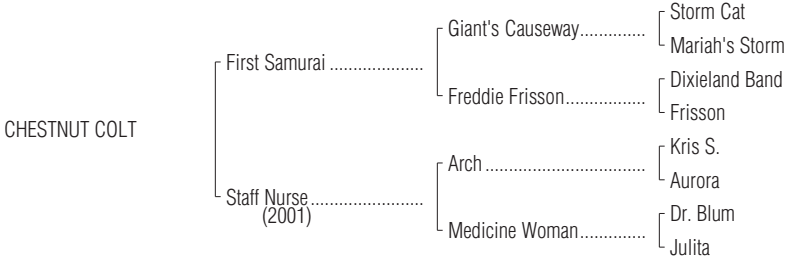 CHESTNUT COLT
First Samurai ....................
Staff Nurse........................
(2001)
Giant's Causeway..............
Freddie Frisson.................
Arch ..................................
Medicine Woman..............
Storm Cat
Mariah's Storm
Dixieland Band
Frisson
Kris S.
Aurora
Dr. Blum
Julita